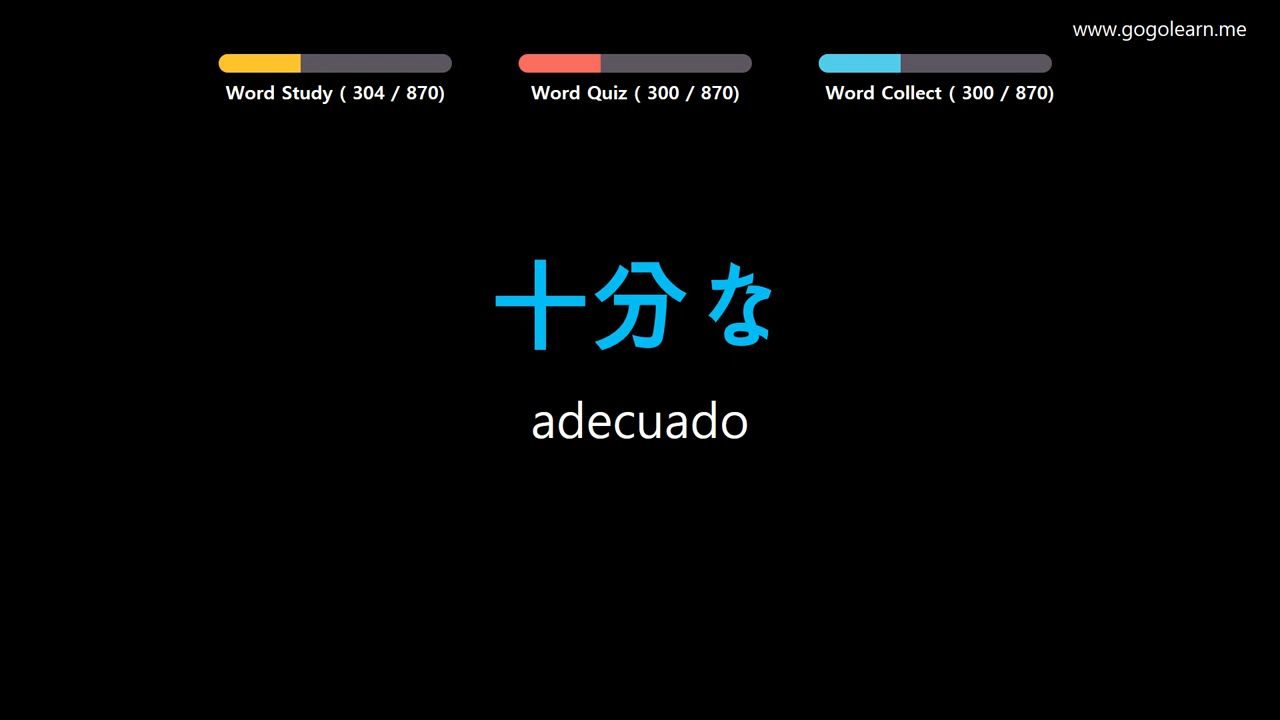 www.gogolearn.me
Word Study ( 304 / 870)
Word Quiz ( 300 / 870)
Word Collect ( 300 / 870)
十分な
adecuado